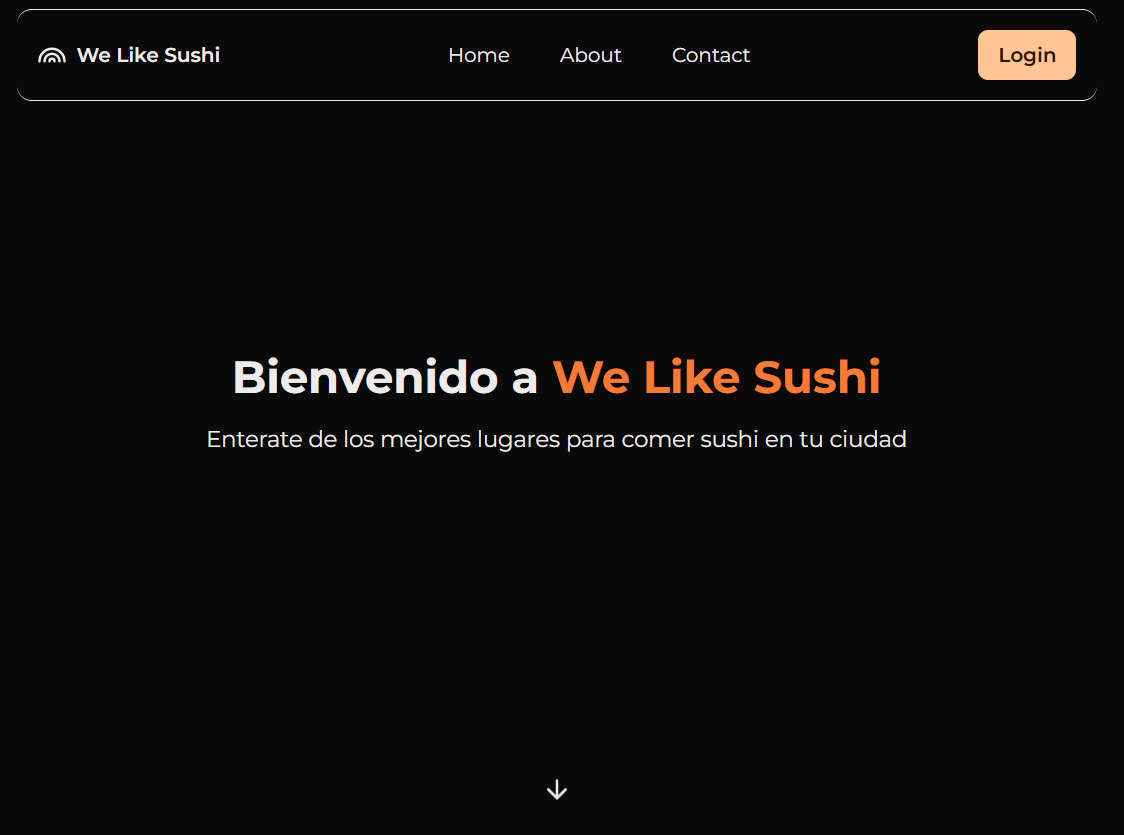 We Like Sushi
Home
About
Contact
Login
Bienvenido a We Like Sushi
Enterate de los mejores lugares para comer sushi en tu ciudad